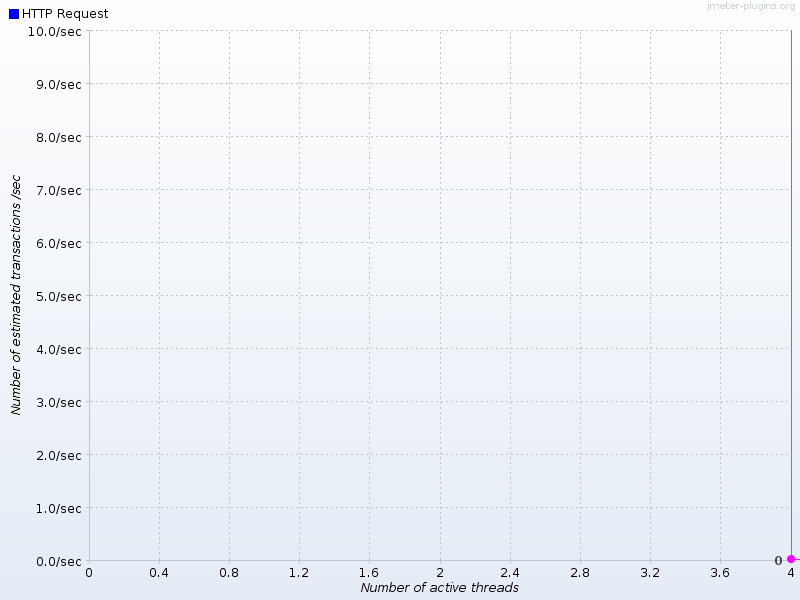 jmeter-plugins.org
HTTP Request
10.0/sec
9.0/sec
8.0/sec
7.0/sec
6.0/sec
5.0/sec
4.0/sec
3.0/sec
2.0/sec
1.0/sec
0.0/sec
Number of estimated transactions /sec
0
0 0.4 0.8 1.2 1.6 2 2.4 2.8 3.2 3.6 4
Number of active threads